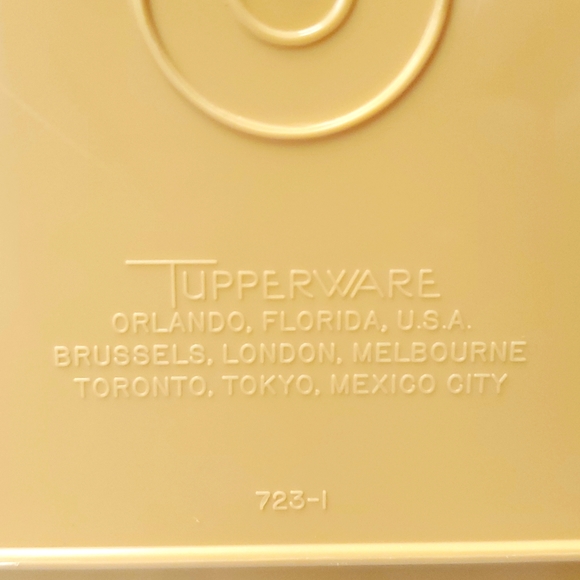 TUPPERWARE
ORLANDO, FLORIDA, U.S.A.
BRUSSELS, LONDON, MELBOURNE
TORONTO, TOKYO, MEXICO CITY
723-1